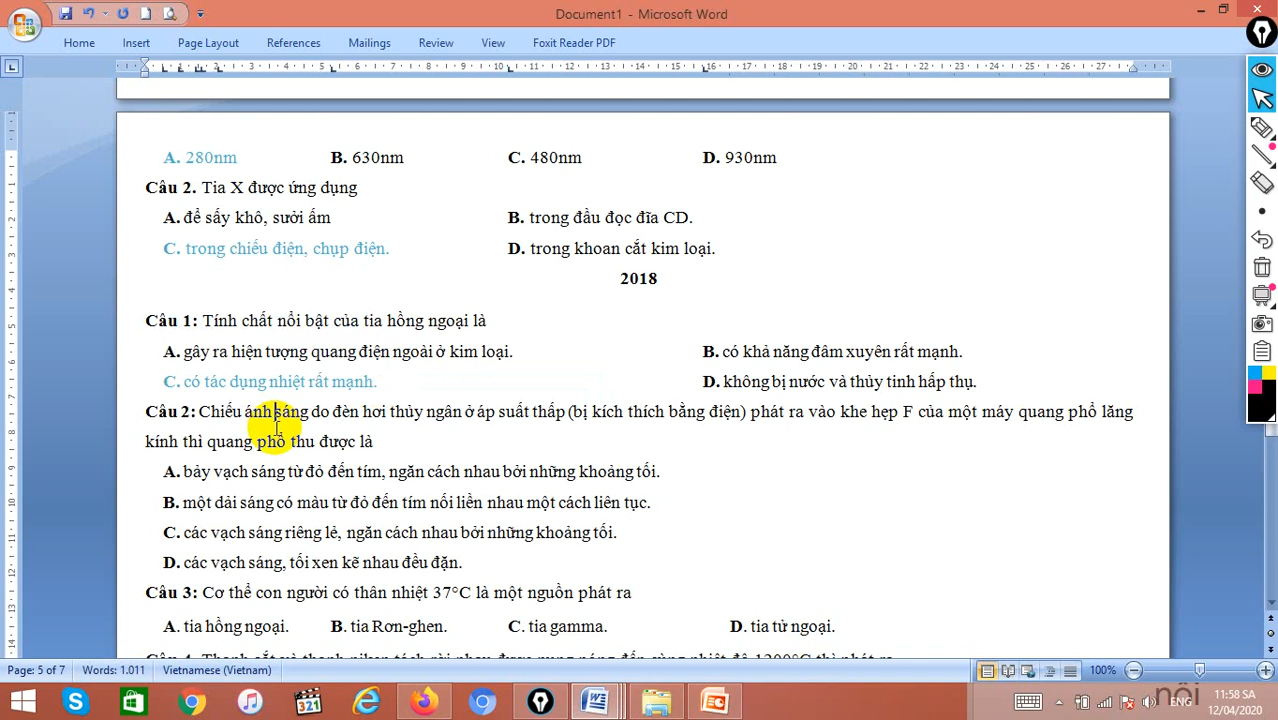 Document1 - Microsoft Word
Home Insert Page Layout References Mailings Review View Foxit Reader PDF
A. 280nm B. 630nm C. 480nm D. 930nm
Câu 2. Tia X được ứng dụng
A. để sấy khô, sưởi ấm B. trong đầu đọc đĩa CD.
C. trong chiếu điện, chụp điện. D. trong khoan cắt kim loại.
2018
Câu 1: Tính chất nổi bật của tia hồng ngoại là
A. gây ra hiện tượng quang điện ngoài ở kim loại. B. có khả năng đâm xuyên rất mạnh.
C. có tác dụng nhiệt rất mạnh. D. không bị nước và thủy tinh hấp thụ.
Câu 2: Chiếu ánh sáng do đèn hơi thủy ngân ở áp suất thấp (bị kích thích bằng điện) phát ra vào khe hẹp F của một máy quang phổ lăng
kính thì quang phổ thu được là
A. bảy vạch sáng từ đỏ đến tím, ngăn cách nhau bởi những khoảng tối.
B. một dải sáng có màu từ đỏ đến tím nối liền nhau một cách liên tục.
C. các vạch sáng riêng lẻ, ngăn cách nhau bởi những khoảng tối.
D. các vạch sáng, tối xen kẽ nhau đều đặn.
Câu 3: Cơ thể con người có thân nhiệt 37°C là một nguồn phát ra
A. tia hồng ngoại. B. tia Rơn-ghen. C. tia gamma. D. tia tử ngoại.
Page: 5 of 7 Words: 1.011 Vietnamese (Vietnam) 100%
321 nối ENG 11:58 SA
12/04/2020